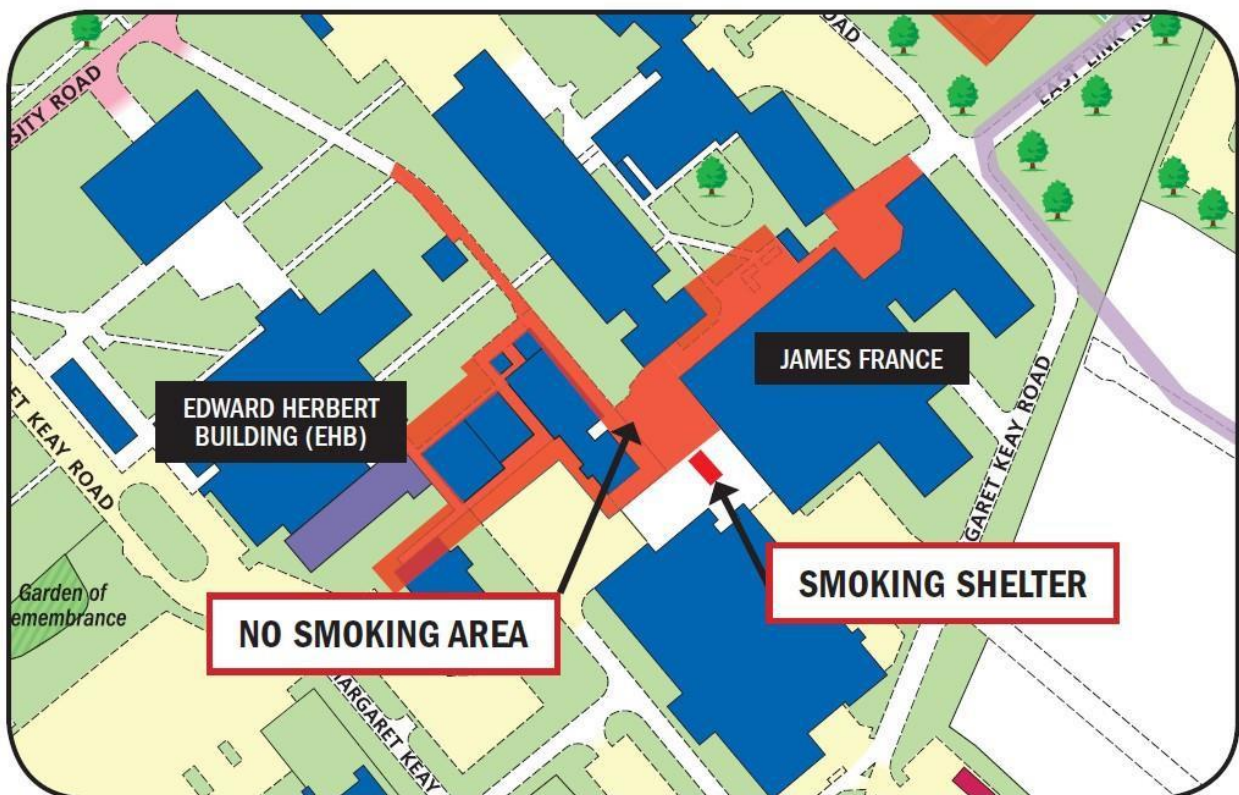 SITY ROAD
ROAD
EAST LINK RO
JAMES FRANCE
EDWARD HERBERT
BUILDING (EHB)
ET KEAY ROAD
GARET KEAY ROAD
SMOKING SHELTER
Garden of
emembrance
NO SMOKING AREA
MARGARET KEAY